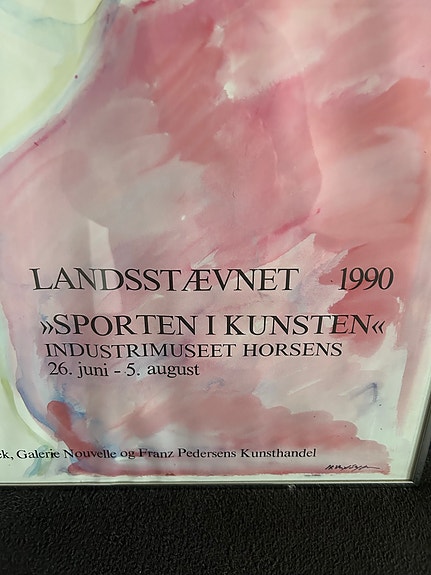 LANDSSTÆVNET 1990
»SPORTEN I KUNSTEN«
INDUSTRIMUSEET HORSENS
26. juni - 5. august
Galerie Nouvelle og Franz Pedersens Kunsthandel